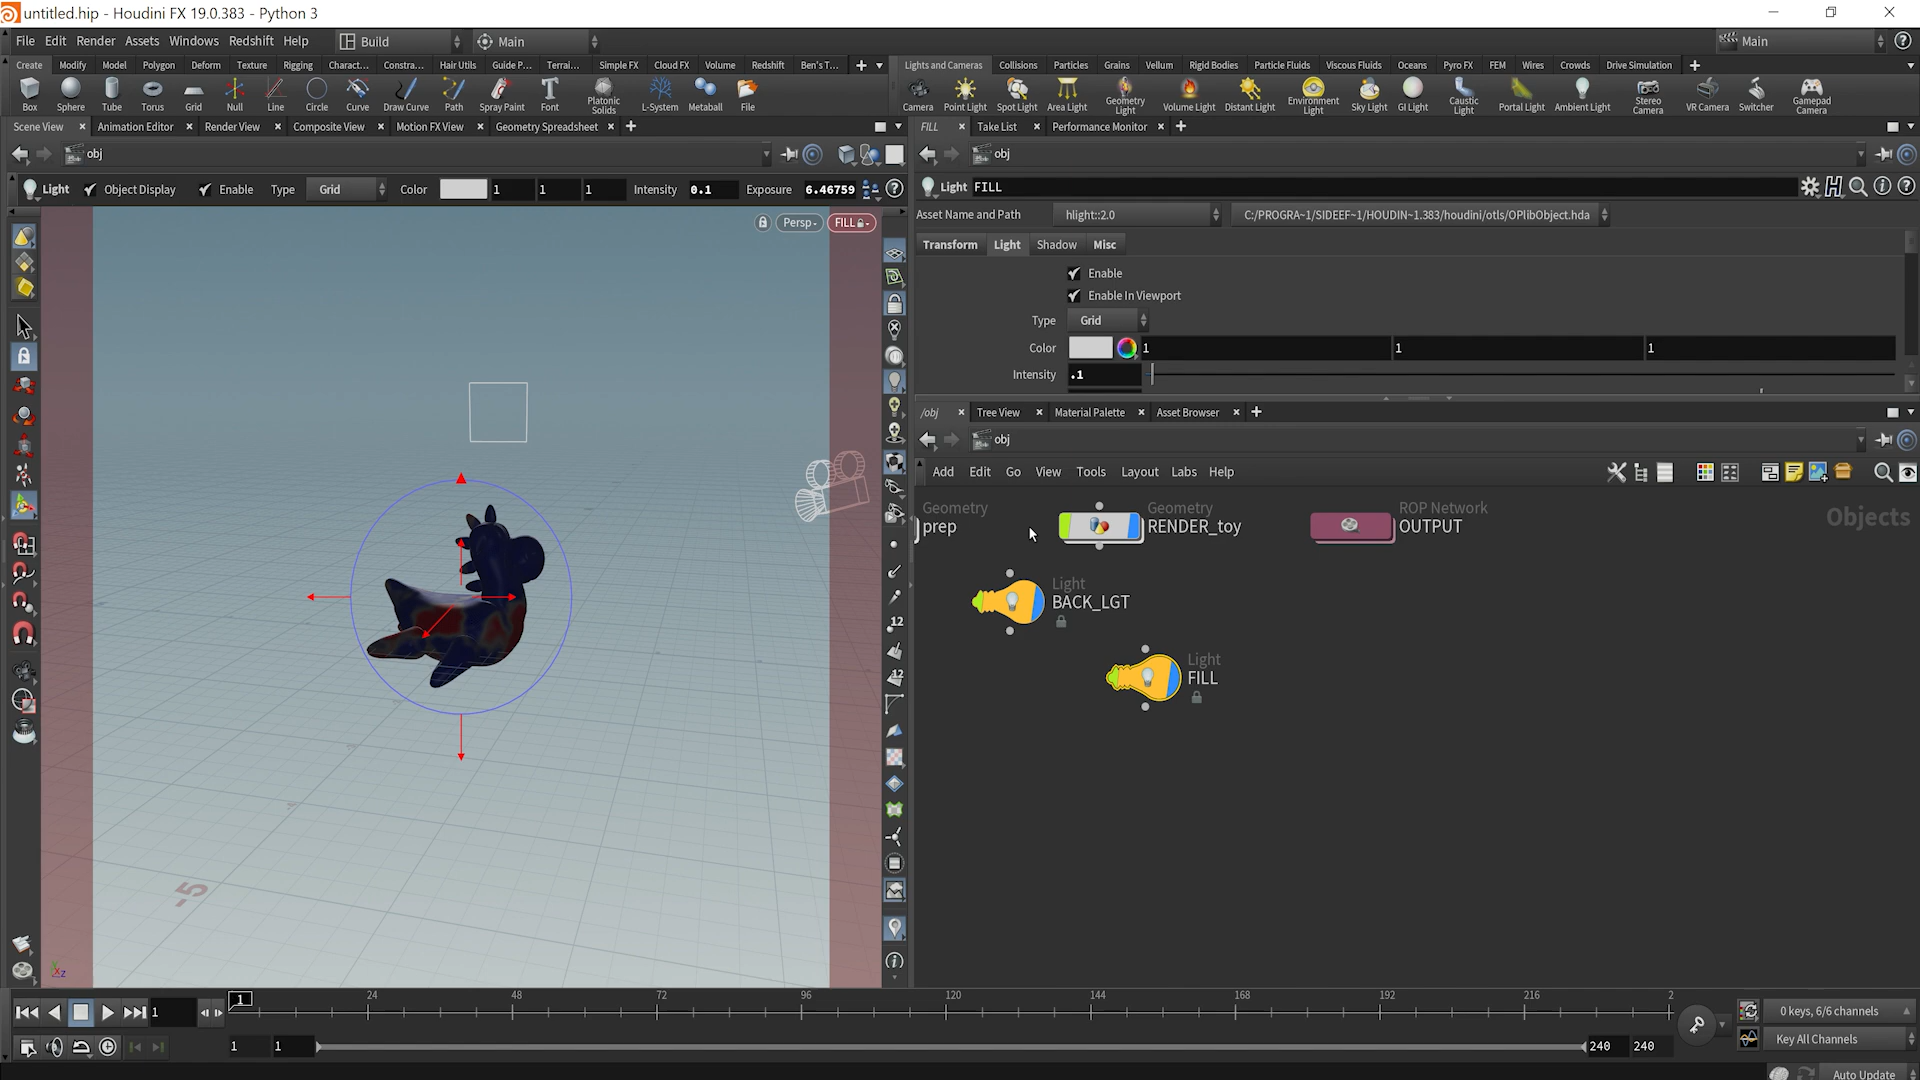 untitled.hip - Houdini FX 19.0.383 - Python 3
File Edit Render Assets Windows Redshift Help Build Main Main
Create Modify Model Polygon Deform Texture Rigging Charact... Constra... Hair Utils Guide P... Terrai... Simple FX Cloud FX Volume Redshift Ben's T...
Lights and Cameras Collisions Particles Grains Vellum Rigid Bodies Particle Fluids Viscous Fluids Oceans Pyro FX FEM Wires Crowds Drive Simulation
Box Sphere Tube Torus Grid Null Line Circle Curve Draw Curve Path Spray Paint Font Platonic Solids L-System Metaball File
Camera Point Light Spot Light Area Light Geometry Light Volume Light Distant Light Environment Light Sky Light GI Light Caustic Light Portal Light Ambient Light Stereo Camera VR Camera Switcher Gamepad Camera
Scene View Animation Editor Render View Composite View Motion FX View Geometry Spreadsheet
FILL Take List Performance Monitor
obj
obj
Light Object Display Enable Type Grid Color 1 1 1 Intensity 0.1 Exposure 6.46759
Light FILL
Asset Name and Path hlight::2.0 C:/PROGRA~1/SIDEEF~1/HOUDIN~1.383/houdini/otls/OPlibObject.hda
Persp FILL
Transform Light Shadow Misc
Enable
Enable In Viewport
Type Grid
Color 1 1 1
Intensity .1
/obj Tree View Material Palette Asset Browser
obj
Add Edit Go View Tools Layout Labs Help
Geometry
prep
Geometry
RENDER_toy
ROP Network
OUTPUT
Objects
Light
BACK_LGT
Light
FILL
12
12
-5
1 1 24 48 72 96 120 144 168 192 216 2
0 keys, 6/6 channels
1 1 240 240
Key All Channels
Auto Update